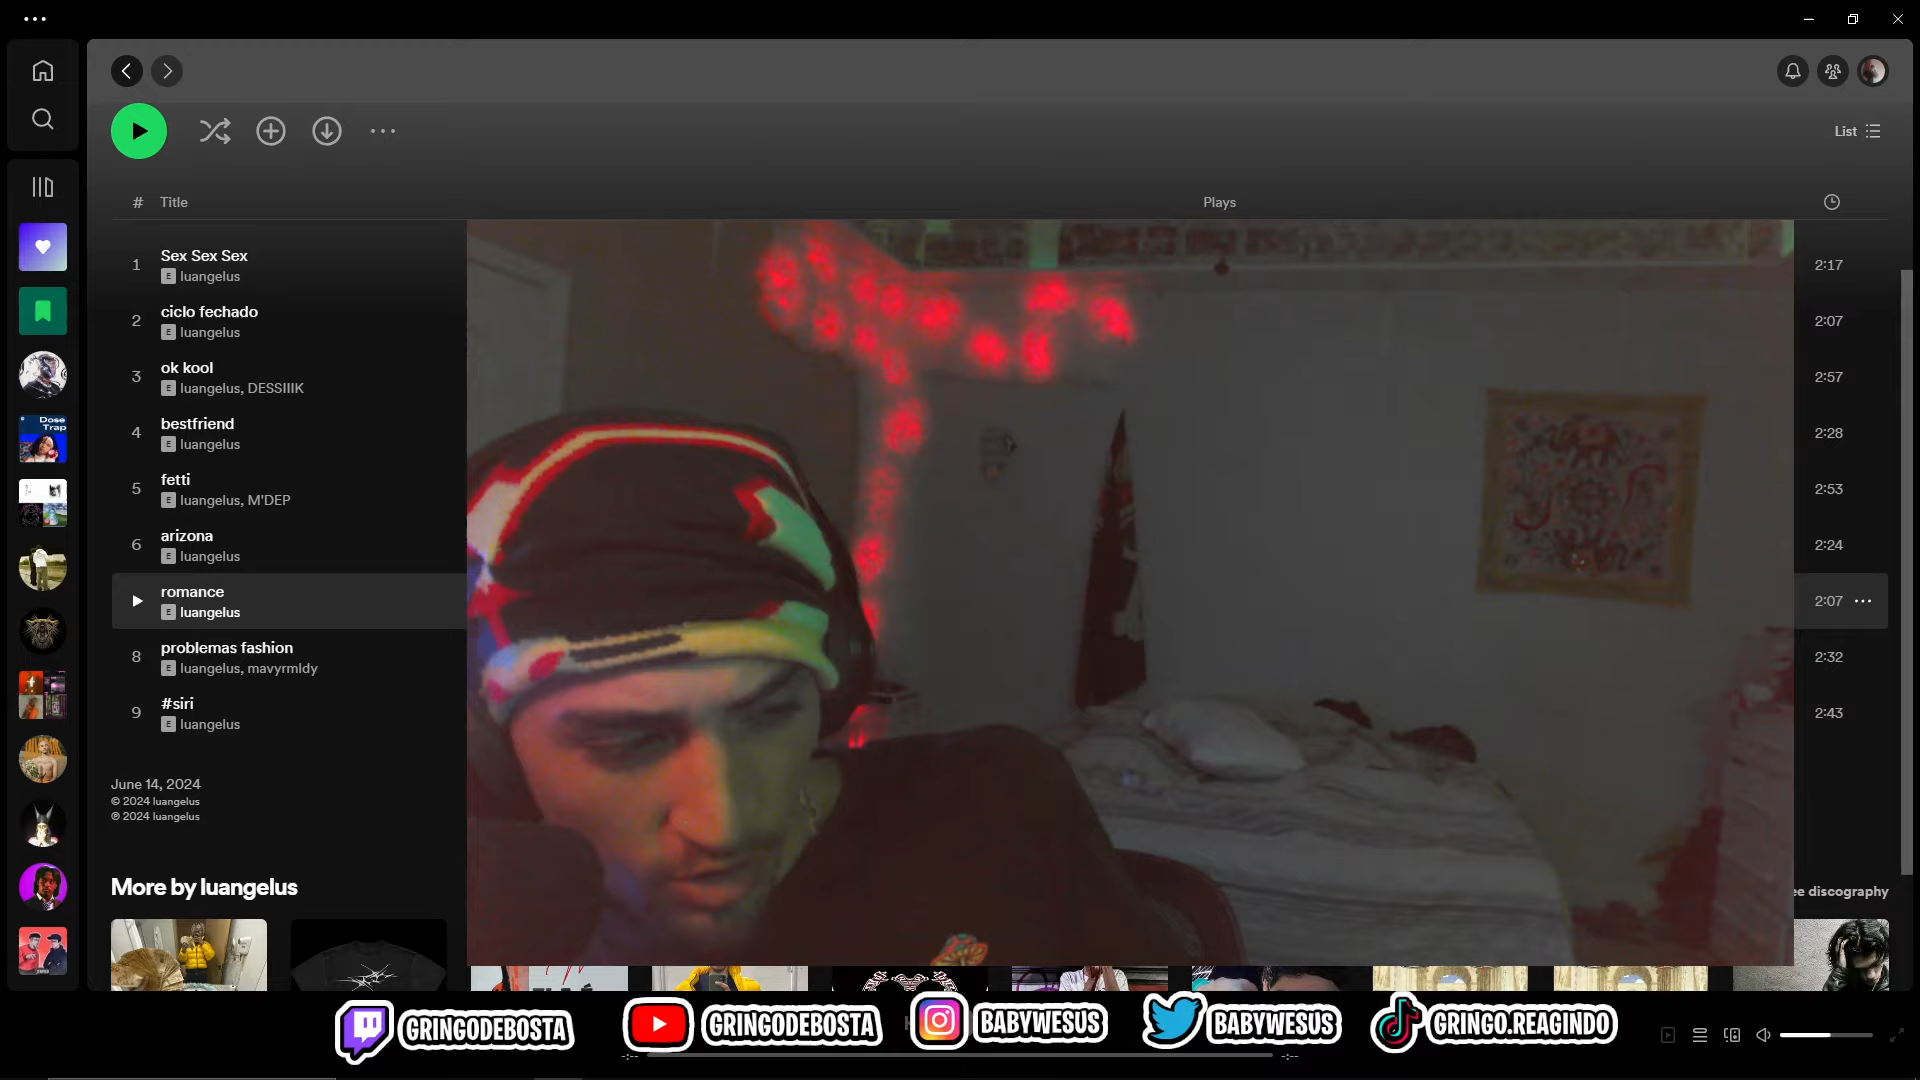 List
# Title Plays
1 Sex Sex Sex 2:17
E luangelus
2 ciclo fechado 2:07
E luangelus
3 ok kool 2:57
E luangelus, DESSIIIK
4 bestfriend 2:28
E luangelus
5 fetti 2:53
E luangelus, M'DEP
6 arizona 2:24
E luangelus
romance 2:07
E luangelus
8 problemas fashion 2:32
E luangelus, mavyrmldy
9 #siri 2:43
E luangelus
Dose
Trap
June 14, 2024
© 2024 luangelus
℗ 2024 luangelus
More by luangelus
ee discography
GRINGODEBOSTA GRINGODEBOSTA BABYWESUS BABYWESUS GRINGO.REAGINDO
-:-- -:--